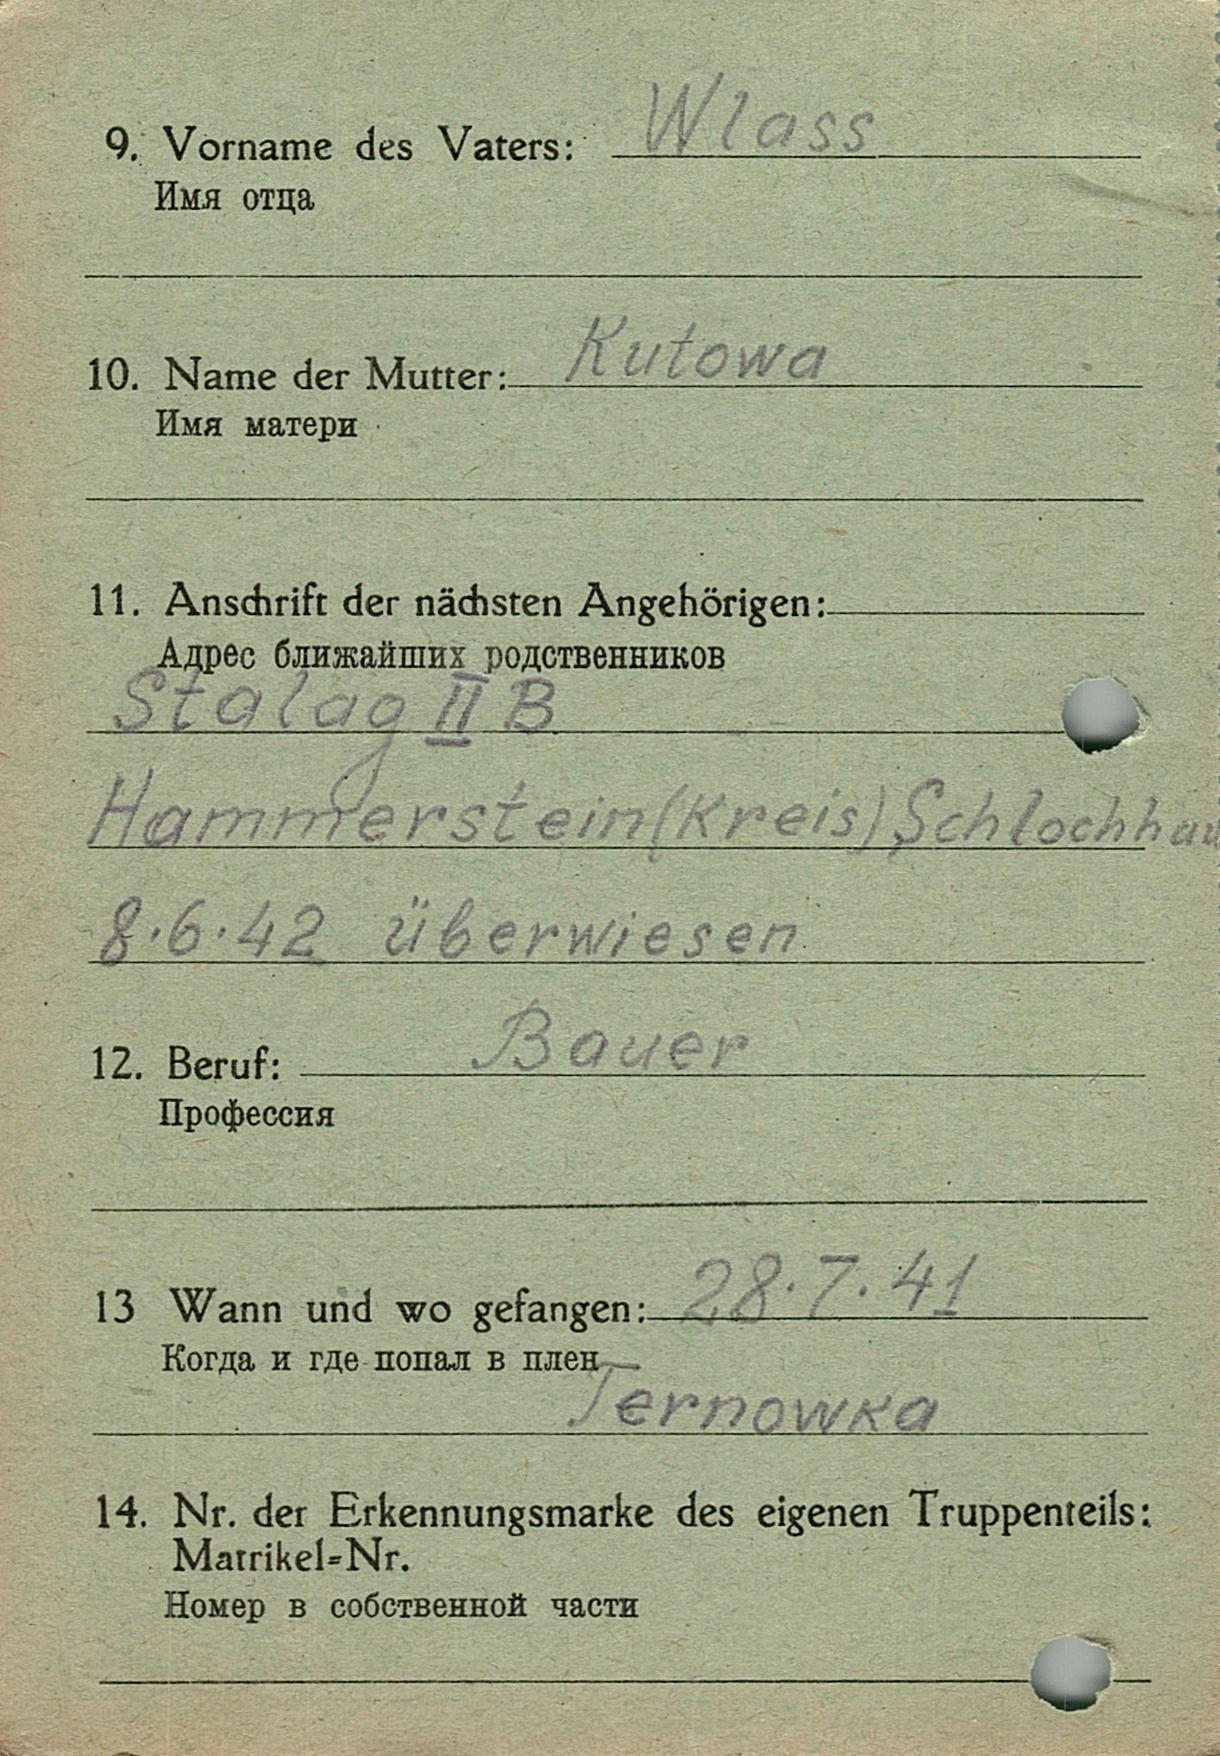 9. Vorname des Vaters: Wlass
Имя отца
10. Name der Mutter: Kutowa
Имя матери
11. Anschrift der nächsten Angehörigen:
Адрес ближайших родственников
Stalag II B
Hammerstein (Kreis) Schlochhau
8.6.42 überwiesen
12. Beruf: Bauer
Профессия
13 Wann und wo gefangen: 28.7.41
Когда и где попал в плен
Ternowka
14. Nr. der Erkennungsmarke des eigenen Truppenteils:
Matrikel=Nr.
Номер в собственной части